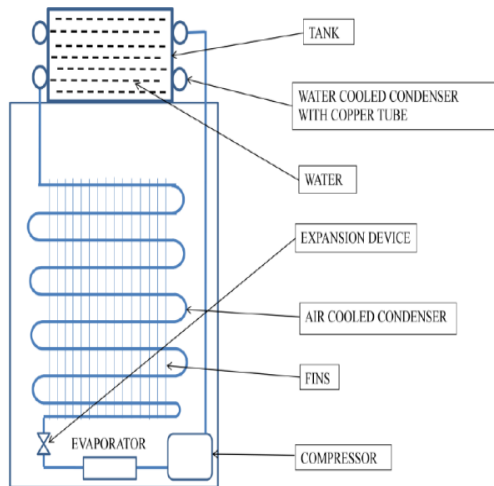 TANK
WATER COOLED CONDENSER
WITH COPPER TUBE
WATER
EXPANSION DEVICE
AIR COOLED CONDENSER
FINS
EVAPORATOR
COMPRESSOR